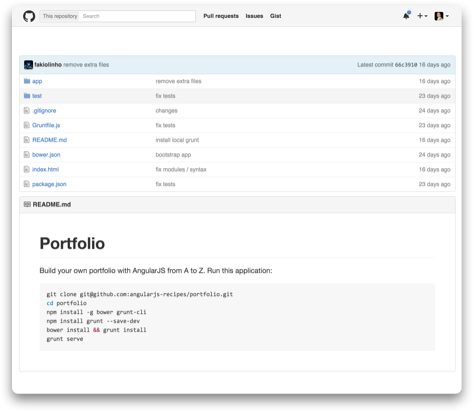 This repository Search Pull requests Issues Gist
fakiolinho remove extra files Latest commit 66c3910 16 days ago
app remove extra files 16 days ago
test fix tests 23 days ago
.gitignore changes 24 days ago
Gruntfile.js fix tests 23 days ago
README.md install local grunt 16 days ago
bower.json bootstrap app 24 days ago
index.html fix modules / syntax 16 days ago
package.json fix tests 23 days ago
README.md
Portfolio
Build your own portfolio with AngularJS from A to Z. Run this application:
git clone git@github.com:angularjs-recipes/portfolio.git
cd portfolio
npm install -g bower grunt-cli
npm install grunt --save-dev
bower install && grunt install
grunt serve